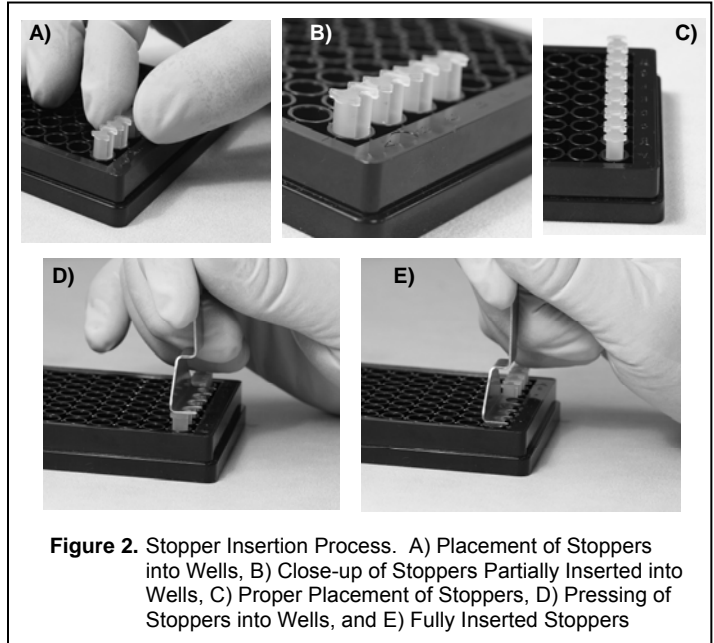 A)
B)
C)
D)
E)
Figure 2. Stopper Insertion Process. A) Placement of Stoppers
into Wells, B) Close-up of Stoppers Partially Inserted into
Wells, C) Proper Placement of Stoppers, D) Pressing of
Stoppers into Wells, and E) Fully Inserted Stoppers